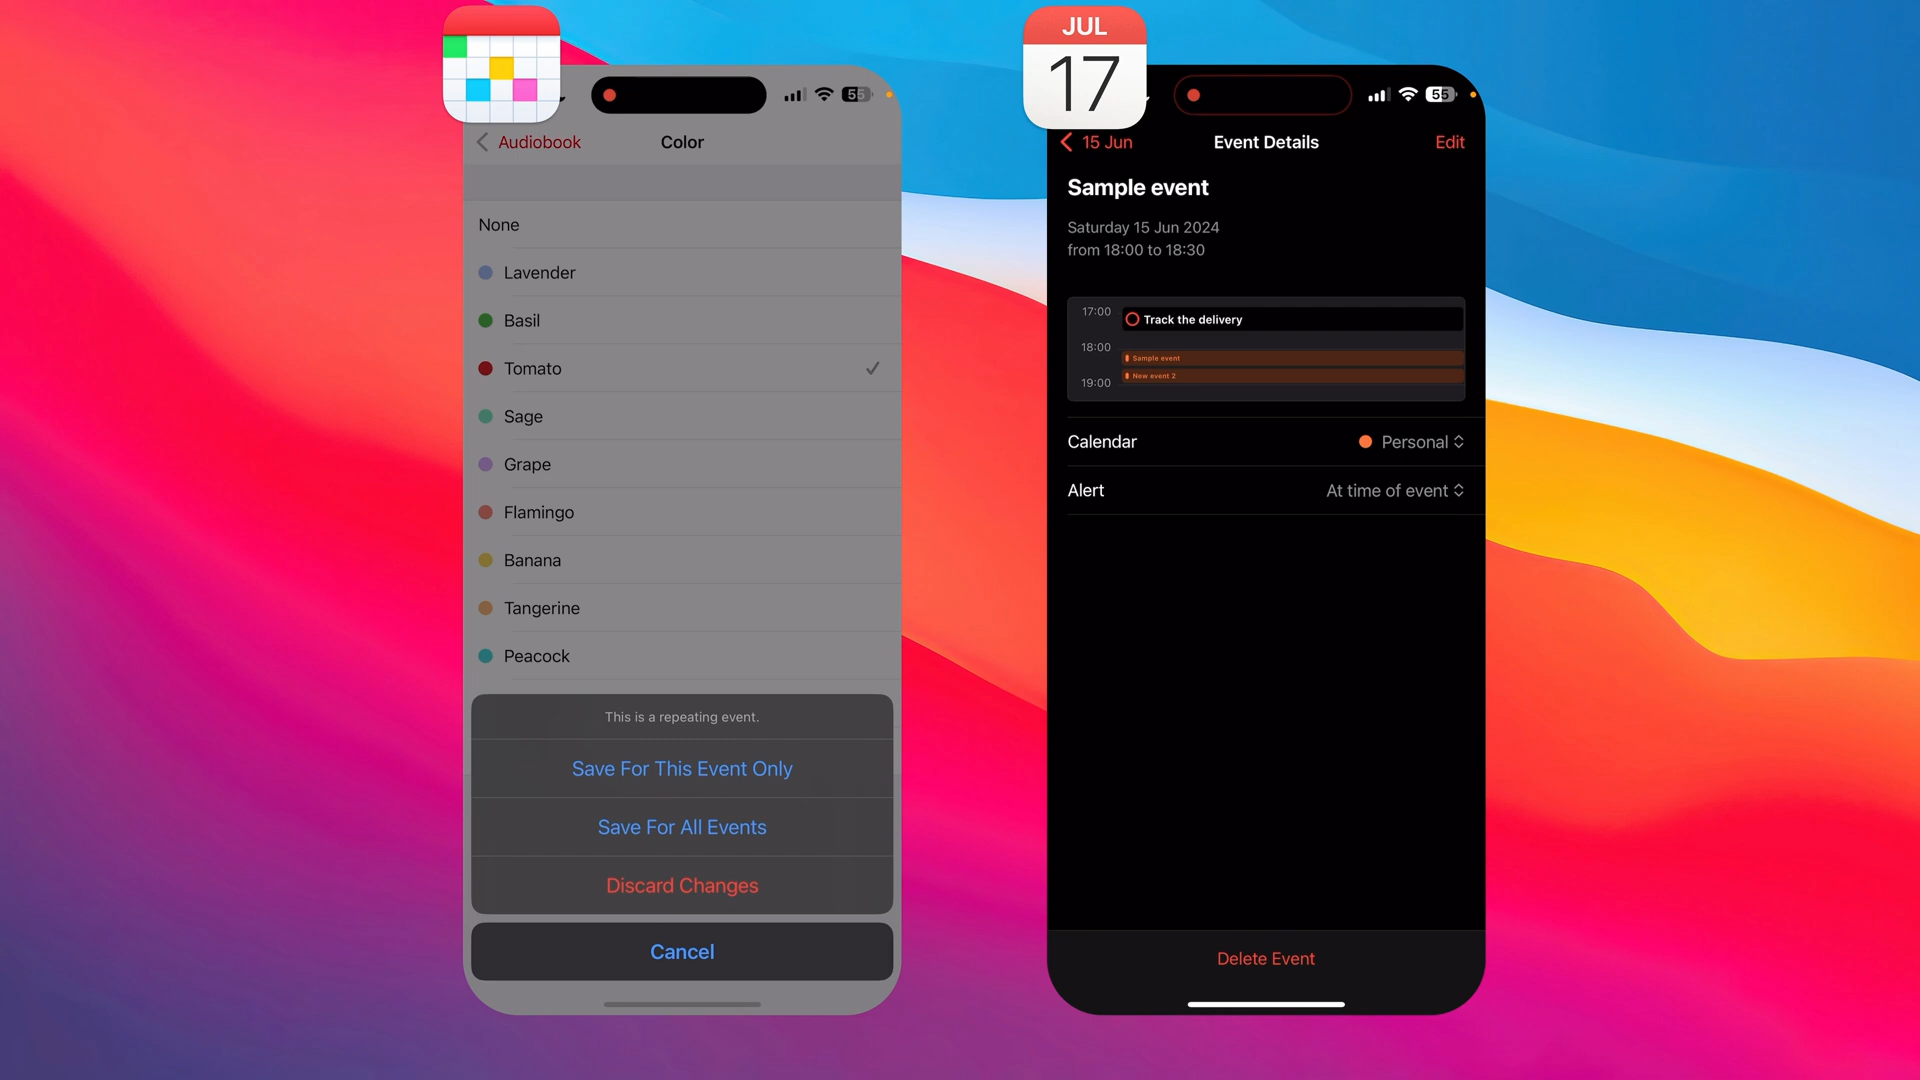 55
Audiobook
Color
None
Lavender
Basil
Tomato
Sage
Grape
Flamingo
Banana
Tangerine
Peacock
This is a repeating event.
Save For This Event Only
Save For All Events
Discard Changes
Cancel
JUL
17
55
15 Jun
Event Details
Edit
Sample event
Saturday 15 Jun 2024
from 18:00 to 18:30
17:00
Track the delivery
18:00
Sample event
New event 2
19:00
Calendar
Personal
Alert
At time of event
Delete Event